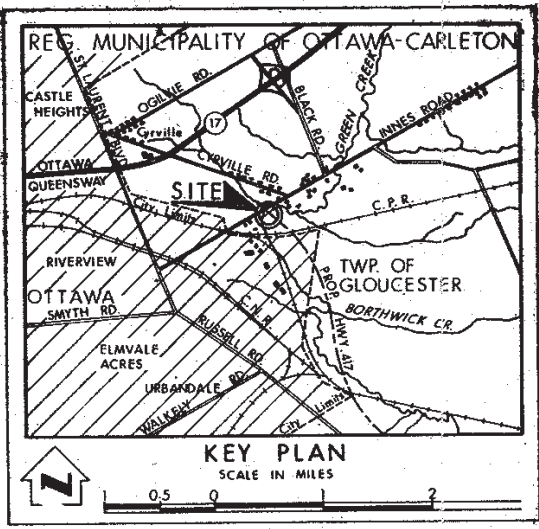 REG. MUNICIPALITY OF OTTAWA-CARLETON
ST. LAURENT BLVD.
OGILVIE RD.
CASTLE
HEIGHTS
Cyrville
17
BLACK RD.
GREEN CREEK
INNES ROAD
OTTAWA
QUEENSWAY
CYRVILLE RD.
SITE
City Limits
C.P.R.
RIVERVIEW
TWP. OF
GLOUCESTER
PROP. HWY 417
OTTAWA
SMYTH RD.
C.N.R.
BORTHWICK CR.
RUSSELL RD.
ELMVALE
ACRES
URBANDALE
WALKELY RD.
City Limits
KEY PLAN
SCALE IN MILES
N
1 0.5 0 1 2